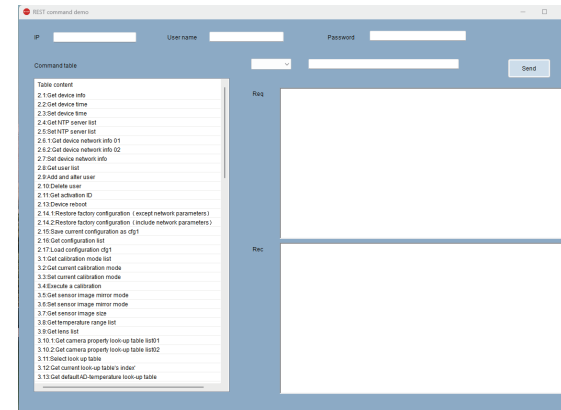 REST command demo
IP User name Password
Command table Send
Table content
2.1:Get device info
2.2:Get device time
2.3:Set device time
2.4:Get NTP server list
2.5:Set NTP server list
2.6.1:Get device network info 01
2.6.2:Get device network info 02
2.7:Set device network info
2.8:Get user list
2.9:Add and alter user
2.10:Delete user
2.11:Get activation ID
2.13:Device reboot
2.14.1:Restore factory configuration（except network parameters）
2.14.2:Restore factory configuration（include network parameters）
2.15:Save current configuration as cfg1
2.16:Get configuration list
2.17:Load configuration cfg1
3.1:Get calibration mode list
3.2:Get current calibration mode
3.3:Set current calibration mode
3.4:Execute a calibration
3.5:Get sensor image mirror mode
3.6:Set sensor image mirror mode
3.7:Get sensor image size
3.8:Get temperature range list
3.9:Get lens list
3.10.1:Get camera property look-up table list01
3.10.2:Get camera property look-up table list02
3.11:Select look up table
3.12:Get current look-up table's index'
3.13:Get default AD-temperature look-up table
Req
Rec